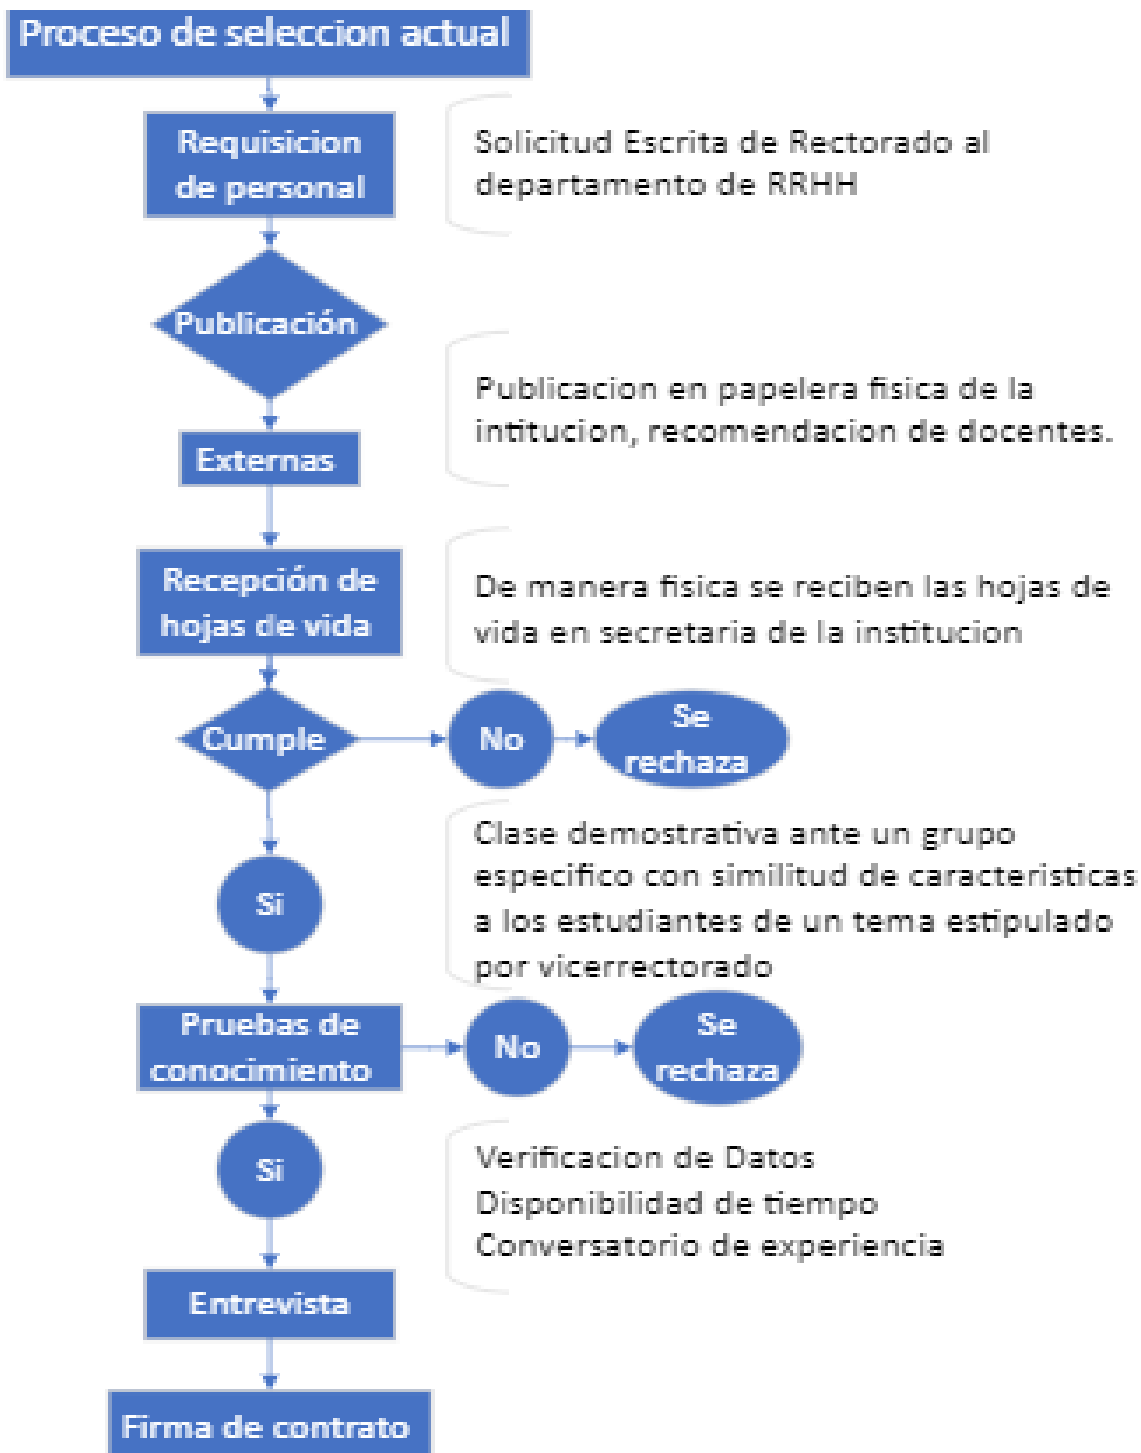 Proceso de seleccion actual
Requisicion
de personal
Solicitud Escrita de Rectorado al
departamento de RRHH
Publicación
Publicacion en papelera fisica de la
intitucion, recomendacion de docentes.
Externas
Recepción de
hojas de vida
De manera fisica se reciben las hojas de
vida en secretaria de la institucion
Cumple
No
Se
rechaza
Clase demostrativa ante un grupo
especifico con similitud de caracteristicas
a los estudiantes de un tema estipulado
por vicerrectorado
Si
Pruebas de
conocimiento
No
Se
rechaza
Si
Verificacion de Datos
Disponibilidad de tiempo
Conversatorio de experiencia
Entrevista
Firma de contrato